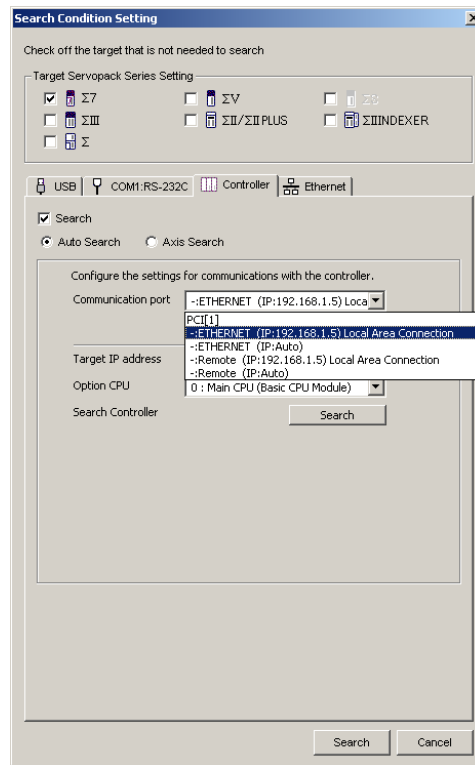 Search Condition Setting
Check off the target that is not needed to search
Target Servopack Series Setting
Σ7 ΣV
ΣIII ΣII/ΣIIPLUS ΣIIINDEXER
Σ
USB COM1:RS-232C Controller Ethernet
Search
Auto Search Axis Search
Configure the settings for communications with the controller.
Communication port -:ETHERNET (IP:192.168.1.5) Loca
PCI[1]
-:ETHERNET (IP:192.168.1.5) Local Area Connection
-:ETHERNET (IP:Auto)
Target IP address -:Remote (IP:192.168.1.5) Local Area Connection
-:Remote (IP:Auto)
Option CPU 0 : Main CPU (Basic CPU Module)
Search Controller Search
Search Cancel